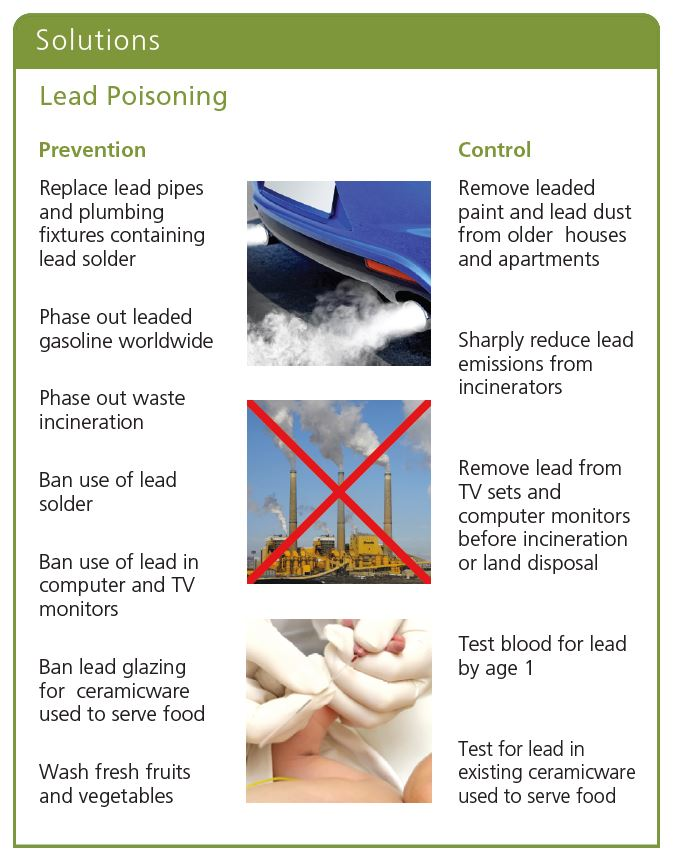 Solutions
Lead Poisoning
Prevention
Replace lead pipes
and plumbing
fixtures containing
lead solder
Phase out leaded
gasoline worldwide
Phase out waste
incineration
Ban use of lead
solder
Ban use of lead in
computer and TV
monitors
Ban lead glazing
for ceramicware
used to serve food
Wash fresh fruits
and vegetables
Control
Remove leaded
paint and lead dust
from older houses
and apartments
Sharply reduce lead
emissions from
incinerators
Remove lead from
TV sets and
computer monitors
before incineration
or land disposal
Test blood for lead
by age 1
Test for lead in
existing ceramicware
used to serve food